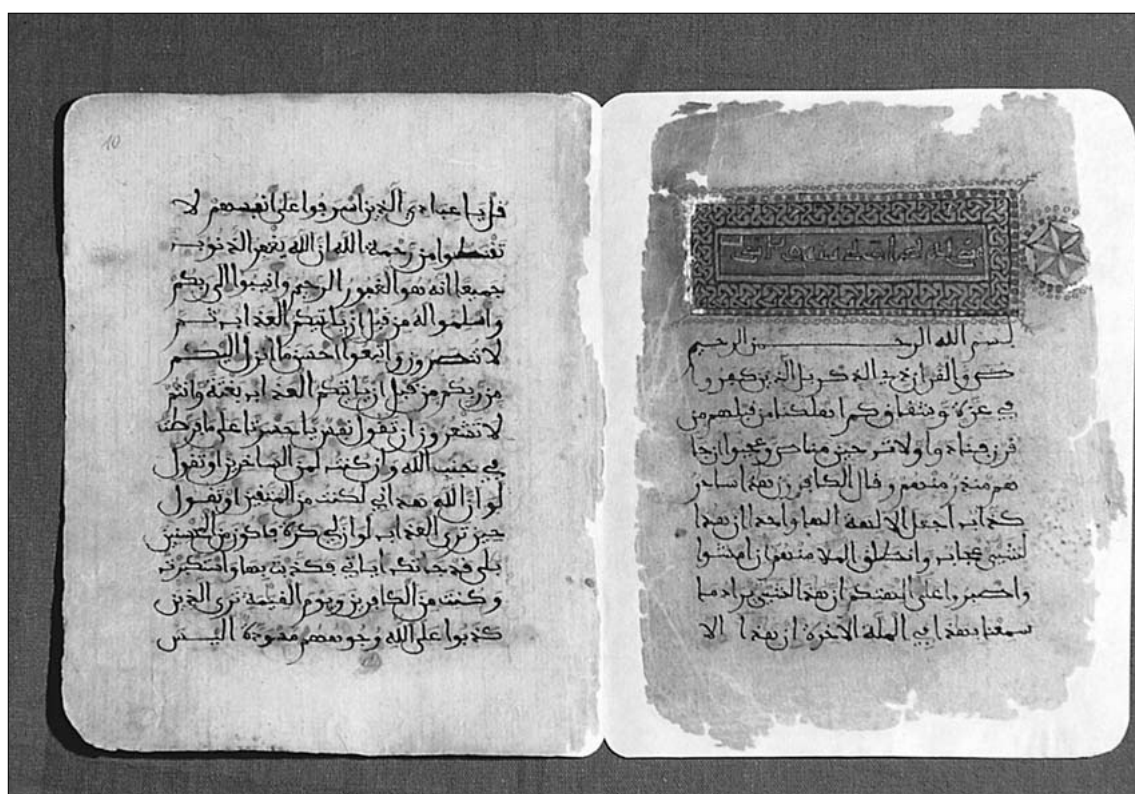 بسم الله الرحمن الرحيم
ص والقران ذي الذكر بل الذين كفروا
في عزة وشقاق كم اهلكنا من قبلهم من
قرن فنادوا ولات حين مناص وعجبوا ان جا
هم منذر منهم وقال الكافرون هذا ساحر
كذاب اجعل الالهة الها واحدا ان هذا
لشيء عجاب وانطلق الملا منهم ان امشوا
واصبروا على الهتكم ان هذا لشيء يراد ما
سمعنا بهذا في الملة الاخرة ان هذا الا
10
قل يا عبادي الذين اسرفوا على انفسهم لا
تقنطوا من رحمة الله ان الله يغفر الذنوب
جميعا انه هو الغفور الرحيم وانيبوا الى ربكم
واسلموا له من قبل ان ياتيكم العذاب ثم
لا تنصرون واتبعوا احسن ما انزل اليكم
من ربكم من قبل ان ياتيكم العذاب بغتة وانتم
لا تشعرون ان تقول نفس يا حسرتا على ما فرطت
في جنب الله وان كنت لمن الساخرين او تقول
لو ان الله هداني لكنت من المتقين او تقول
حين ترى العذاب لو ان لي كرة فاكون من المحسنين
بلى قد جاتك اياتي فكذبت بها واستكبرت
وكنت من الكافرين ويوم القيمة ترى الذين
كذبوا على الله وجوههم مسودة اليس